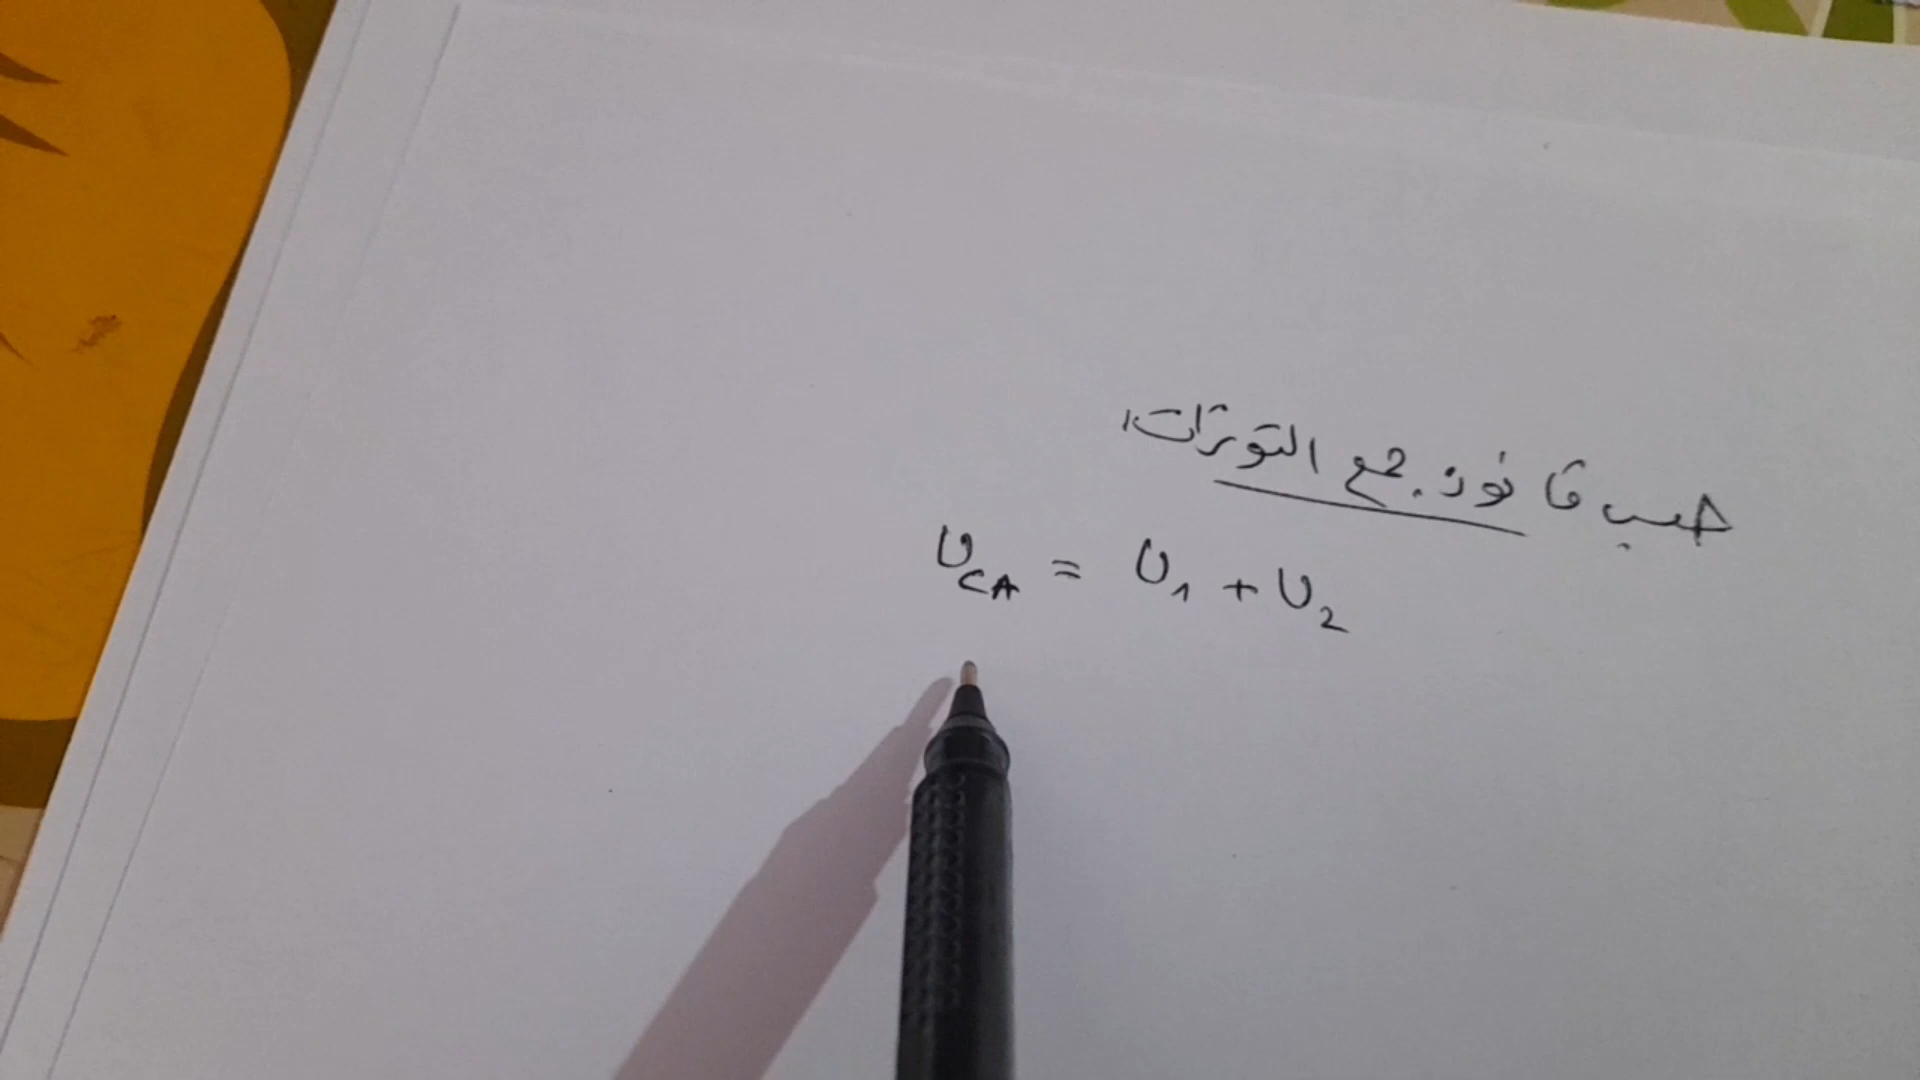 حسب قانون جمع التوترات:
U_CA = U_1 + U_2